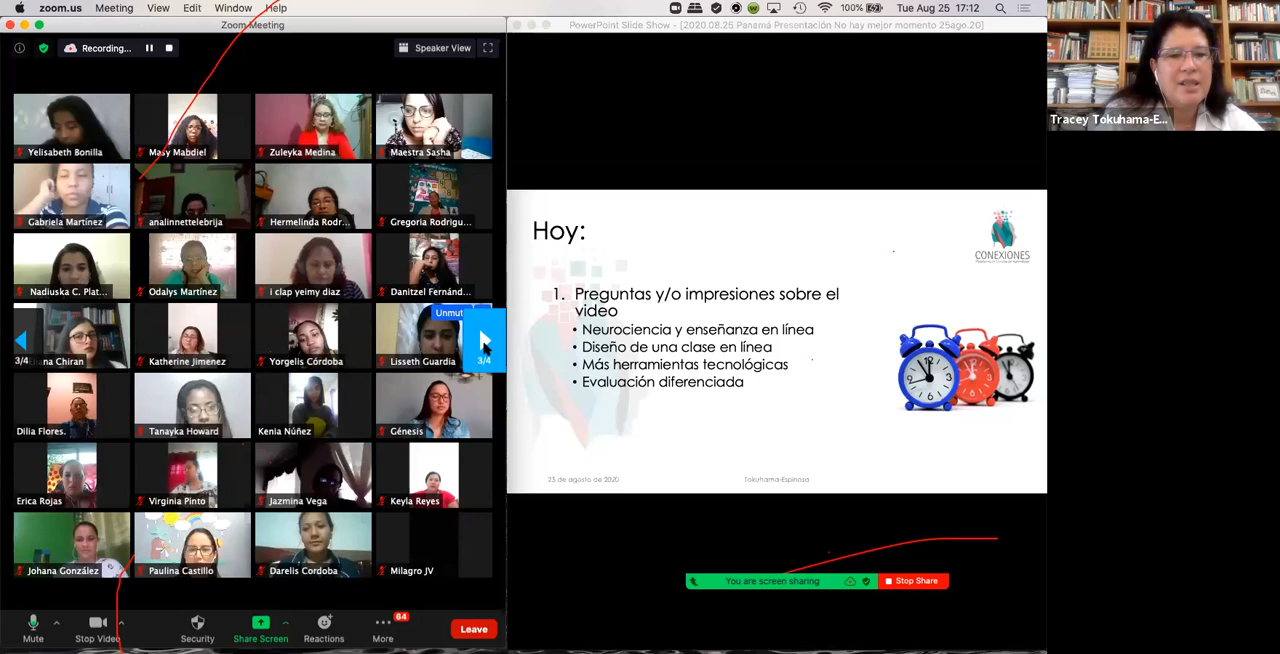 zoom.us Meeting View Edit Window Help
100% Tue Aug 25 17:12
Zoom Meeting
PowerPoint Slide Show - [2020.08.25 Panamá Presentación No hay mejor momento 25ago.20]
Recording...
Speaker View
Yelisabeth Bonilla
Masy Mabdiel
Zuleyka Medina
Maestra Sasha
Gabriela Martínez
analinnettelebrija
Hermelinda Rodr...
Gregoria Rodrigu...
Nadiuska C. Plat...
Odalys Martínez
i clap yeimy diaz
Danitzel Fernánd...
Unmut
3/4
Chiran
Katherine Jimenez
Yorgelis Córdoba
Lisseth Guardia
3/4
Dilia Flores.
Tanayka Howard
Kenia Núñez
Génesis
Erica Rojas
Virginia Pinto
Jazmina Vega
Keyla Reyes
Johana González
Paulina Castillo
Darelis Cordoba
Milagro JV
Mute
Stop Video
Security
Share Screen
Reactions
64
More
Leave
Hoy:
CONEXIONES
1. Preguntas y/o impresiones sobre el
video
• Neurociencia y enseñanza en línea
• Diseño de una clase en línea
• Más herramientas tecnológicas
• Evaluación diferenciada
Tokuhama-Espinosa
You are screen sharing
Stop Share
Tracey Tokuhama-E...